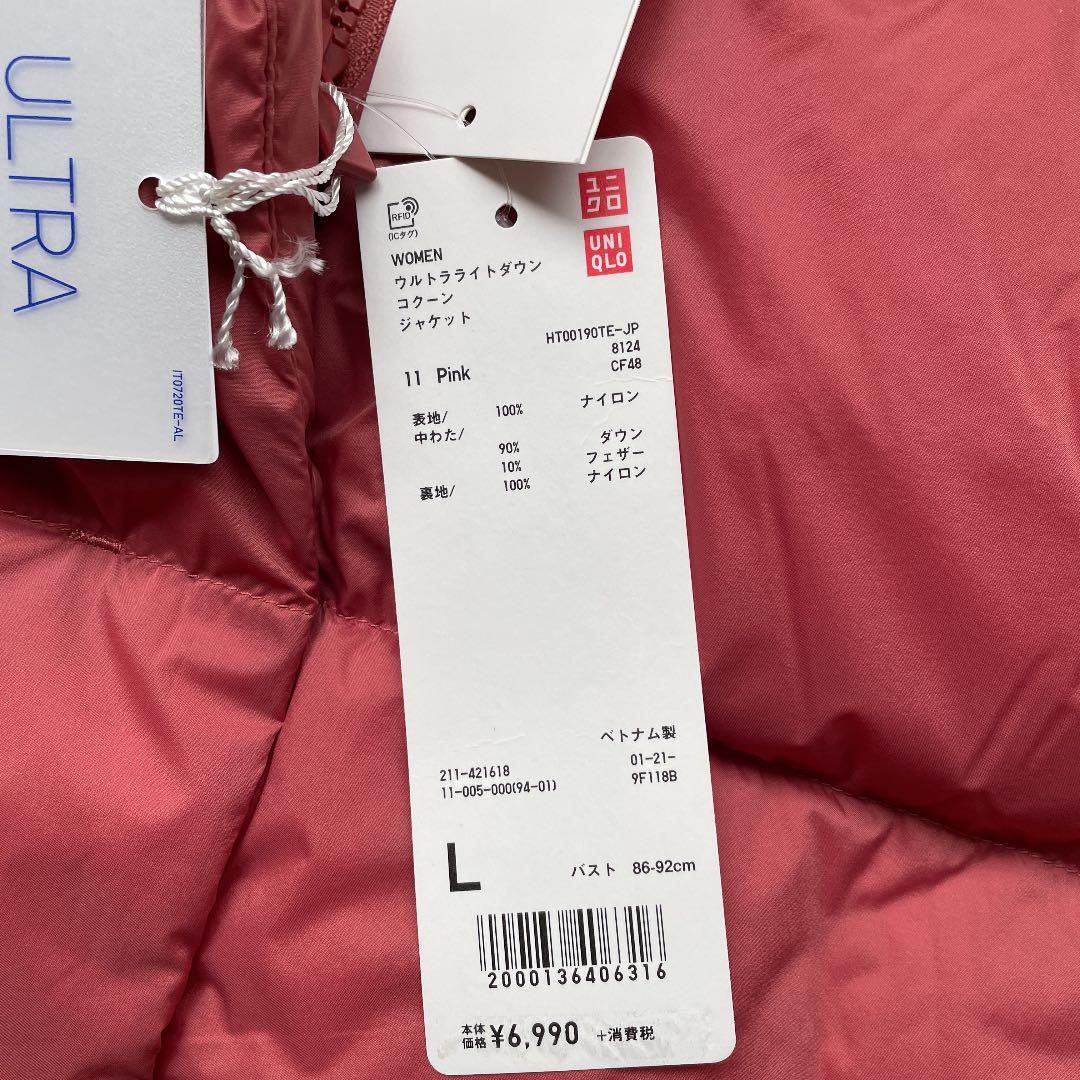 ULTRA
IT0720TE-AL
RFID
(ICタグ)
ユニ
クロ
UNI
QLO
WOMEN
ウルトラライトダウン
コクーン
ジャケット
HT00190TE-JP
8124
CF48
11 Pink
表地/ 100% ナイロン
中わた/ 90% ダウン
10% フェザー
裏地/ 100% ナイロン
ベトナム製
211-421618 01-21-
11-005-000(94-01) 9F118B
L バスト 86-92cm
2000136406316
本体
価格 ¥6,990 +消費税